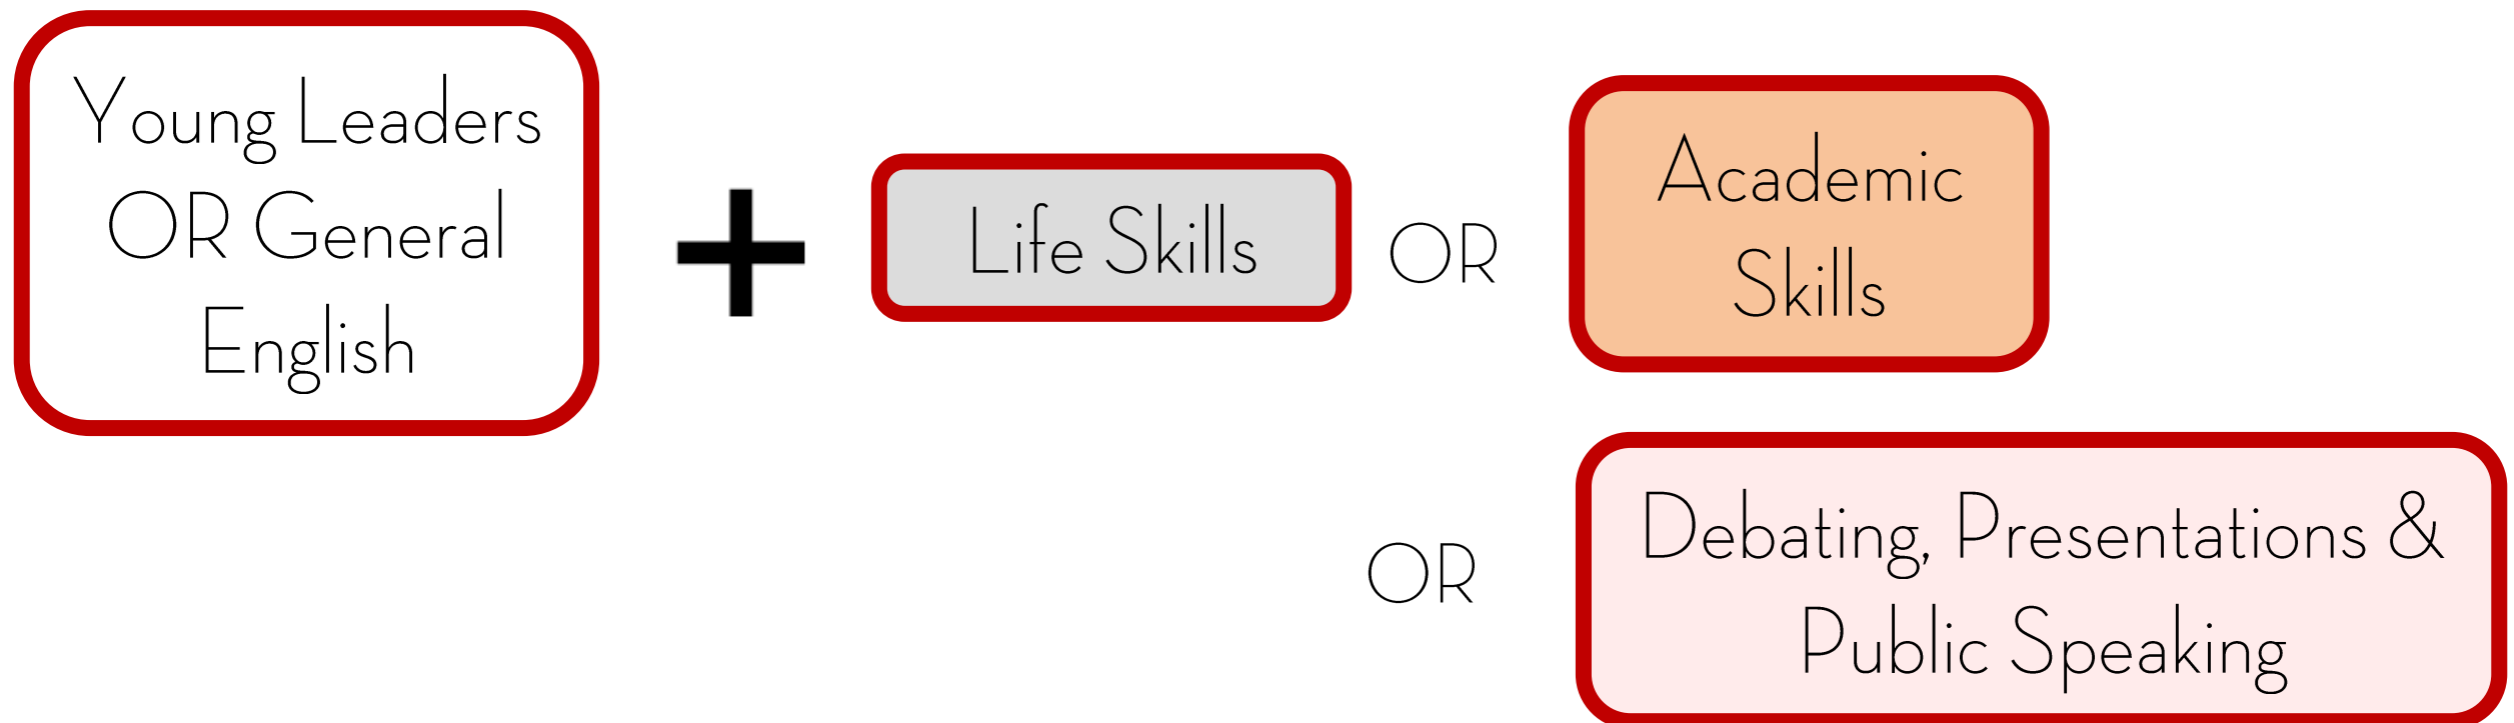 Young Leaders
OR General
English
+
Life Skills
OR
Academic
Skills
OR
Debating, Presentations &
Public Speaking